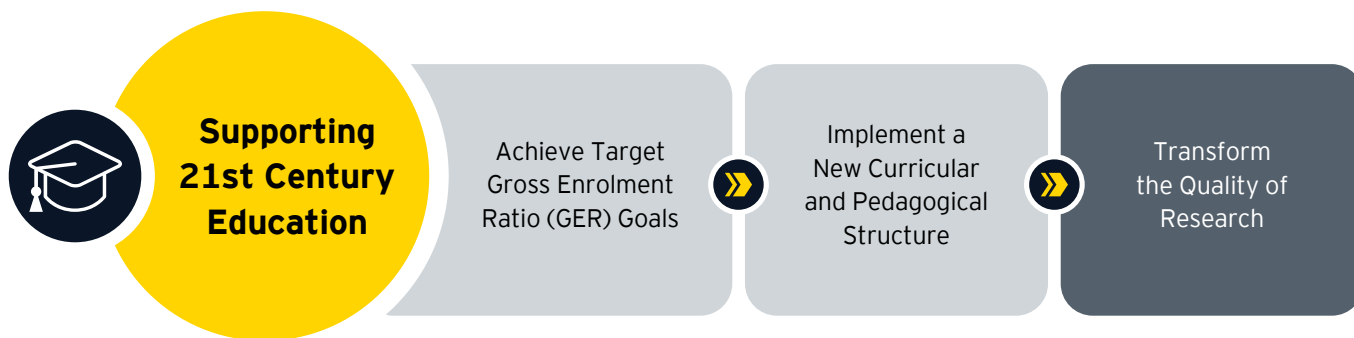 Supporting
21st Century
Education
Achieve Target
Gross Enrolment
Ratio (GER) Goals
Implement a
New Curricular
and Pedagogical
Structure
Transform
the Quality of
Research